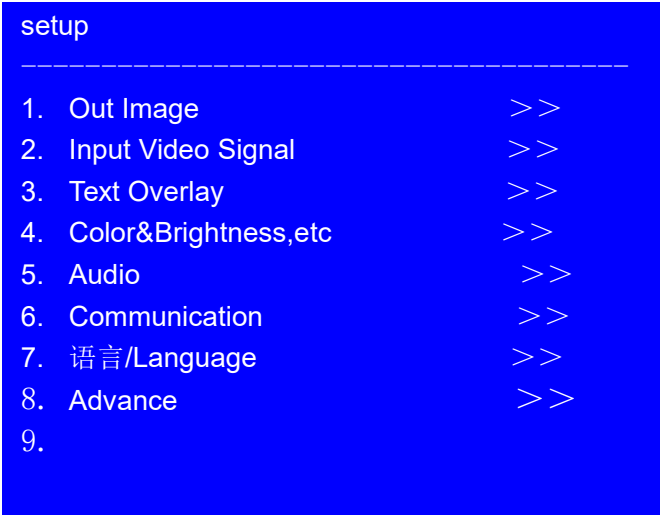 setup
--------------------------------------
1. Out Image >>
2. Input Video Signal >>
3. Text Overlay >>
4. Color&Brightness,etc >>
5. Audio >>
6. Communication >>
7. 语言/Language >>
8. Advance >>
9.